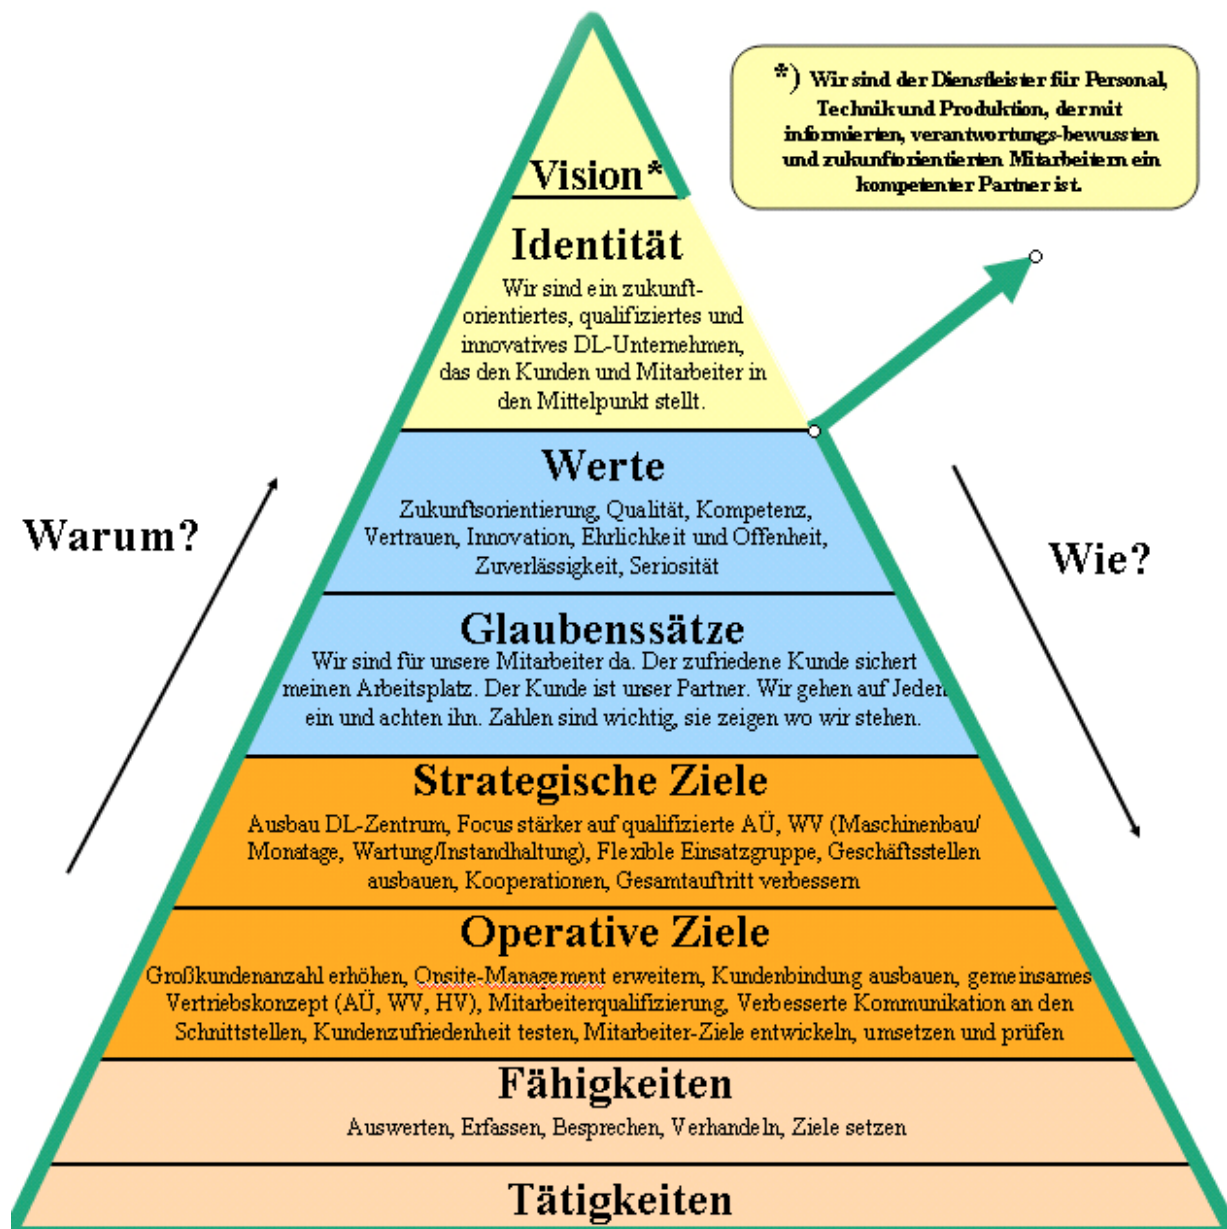 *) Wir sind der Dienstleister für Personal,
Technik und Produktion, der mit
informierten, verantwortungs-bewussten
und zukunftorientierten Mitarbeitern ein
kompetenter Partner ist.
Vision*
Identität
Wir sind ein zukunft-
orientiertes, qualifiziertes und
innovatives DL-Unternehmen,
das den Kunden und Mitarbeiter in
den Mittelpunkt stellt.
Werte
Zukunftsorientierung, Qualität, Kompetenz,
Vertrauen, Innovation, Ehrlichkeit und Offenheit,
Zuverlässigkeit, Seriosität
Warum?
Wie?
Glaubenssätze
Wir sind für unsere Mitarbeiter da. Der zufriedene Kunde sichert
meinen Arbeitsplatz. Der Kunde ist unser Partner. Wir gehen auf Jeden
ein und achten ihn. Zahlen sind wichtig, sie zeigen wo wir stehen.
Strategische Ziele
Ausbau DL-Zentrum, Focus stärker auf qualifizierte AÜ, WV (Maschinenbau/
Monatage, Wartung/Instandhaltung), Flexible Einsatzgruppe, Geschäftsstellen
ausbauen, Kooperationen, Gesamtauftritt verbessern
Operative Ziele
Großkundenanzahl erhöhen, Onsite-Management erweitern, Kundenbindung ausbauen, gemeinsames
Vertriebskonzept (AÜ, WV, HV), Mitarbeiterqualifizierung, Verbesserte Kommunikation an den
Schnittstellen, Kundenzufriedenheit testen, Mitarbeiter-Ziele entwickeln, umsetzen und prüfen
Fähigkeiten
Auswerten, Erfassen, Besprechen, Verhandeln, Ziele setzen
Tätigkeiten